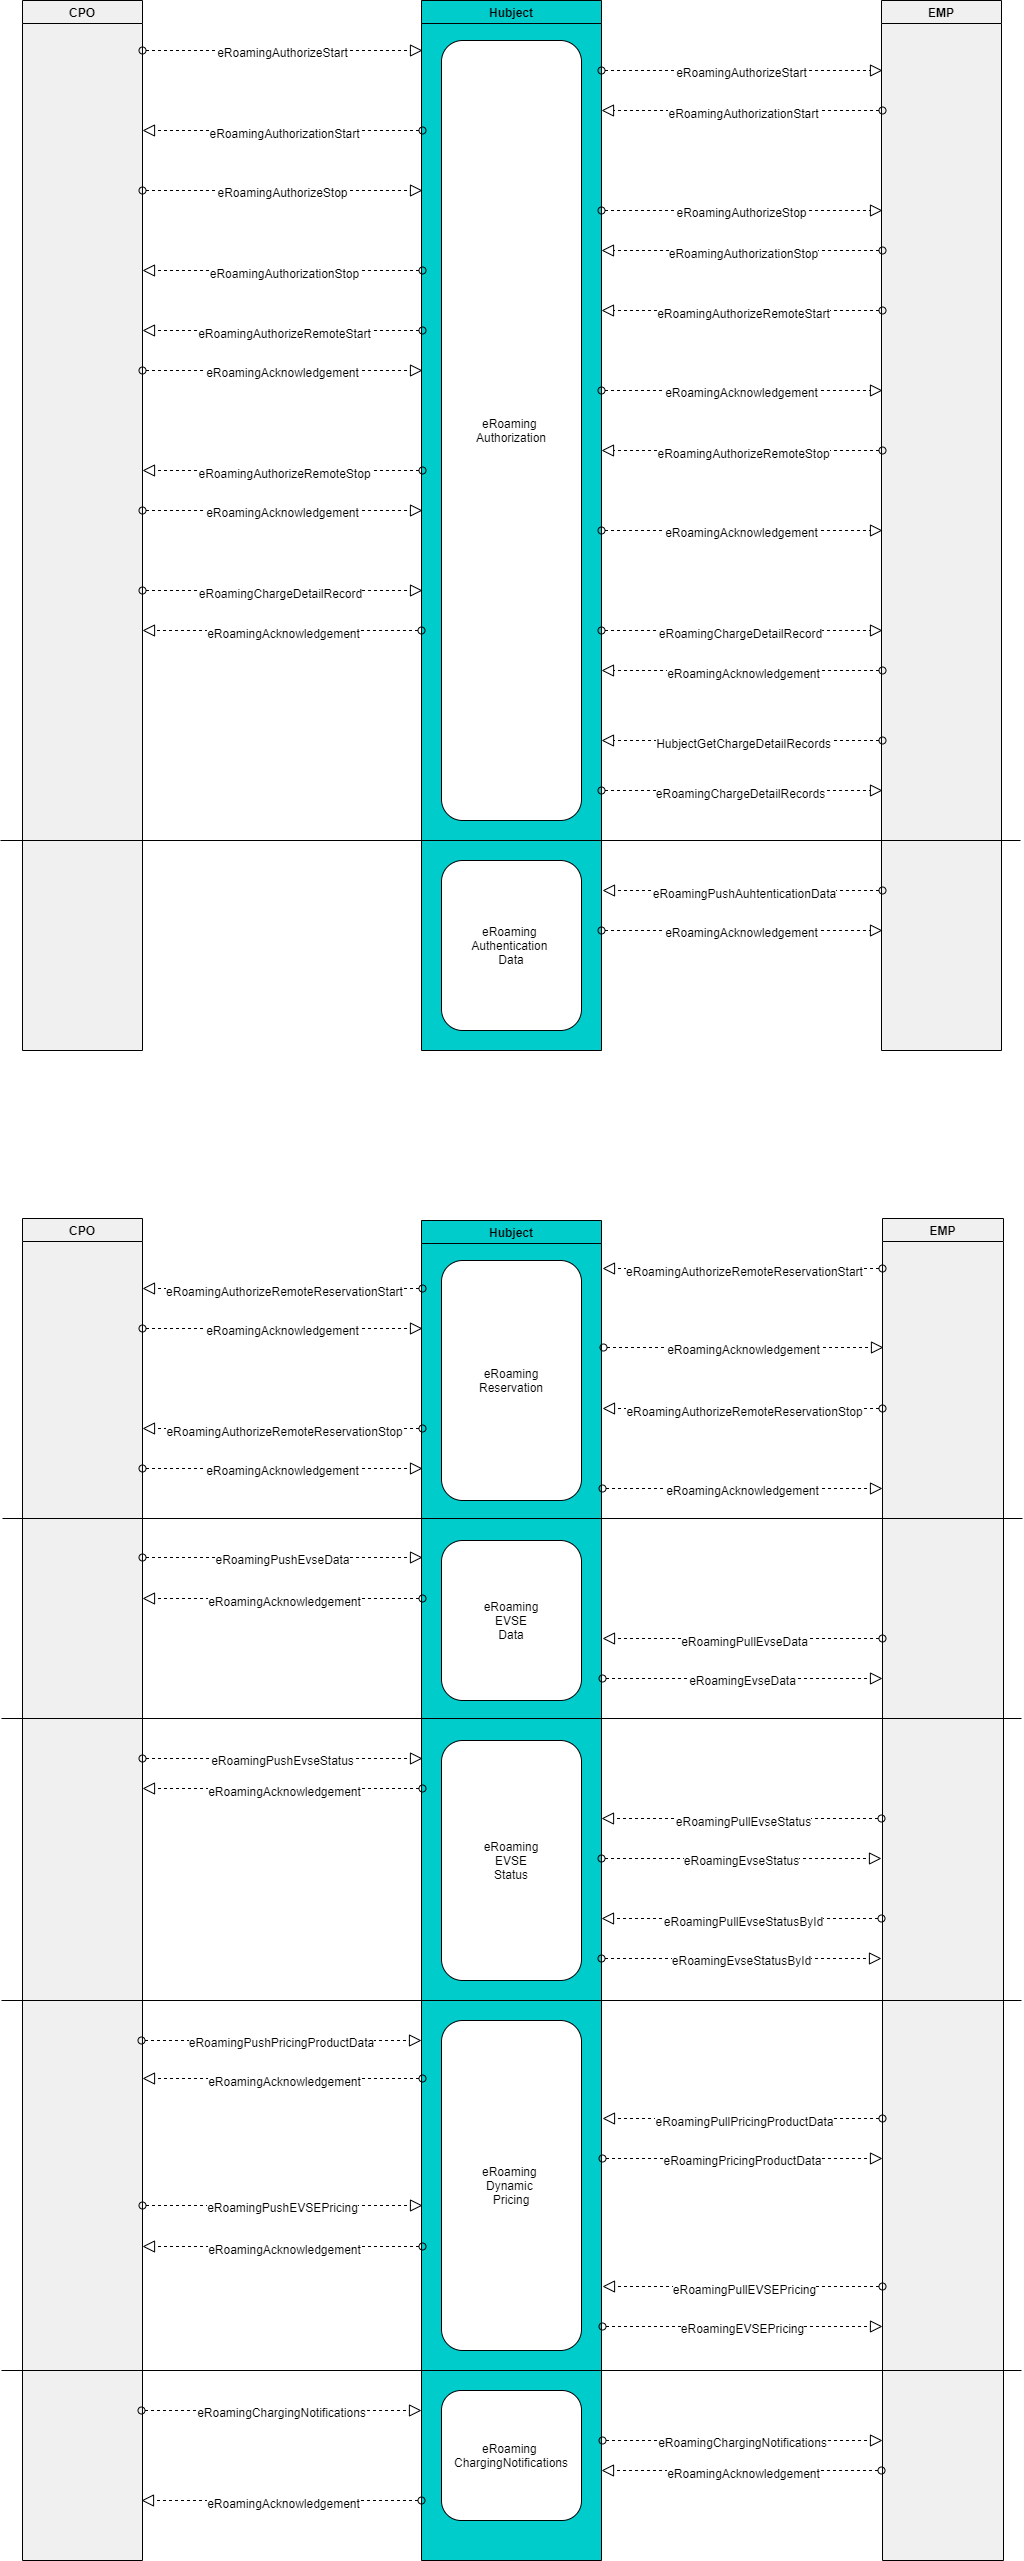 CPO
Hubject
EMP
eRoamingAuthorizeStart
eRoamingAuthorizeStart
eRoamingAuthorizationStart
eRoamingAuthorizationStart
eRoamingAuthorizeStop
eRoamingAuthorizeStop
eRoamingAuthorizationStop
eRoamingAuthorizationStop
eRoamingAuthorizeRemoteStart
eRoamingAuthorizeRemoteStart
eRoamingAcknowledgement
eRoamingAcknowledgement
eRoaming
Authorization
eRoamingAuthorizeRemoteStop
eRoamingAuthorizeRemoteStop
eRoamingAcknowledgement
eRoamingAcknowledgement
eRoamingChargeDetailRecord
eRoamingAcknowledgement
eRoamingChargeDetailRecord
eRoamingAcknowledgement
HubjectGetChargeDetailRecords
eRoamingChargeDetailRecords
eRoamingPushAuhtenticationData
eRoaming
Authentication
Data
eRoamingAcknowledgement
CPO
Hubject
EMP
eRoamingAuthorizeRemoteReservationStart
eRoamingAuthorizeRemoteReservationStart
eRoamingAcknowledgement
eRoamingAcknowledgement
eRoaming
Reservation
eRoamingAuthorizeRemoteReservationStop
eRoamingAuthorizeRemoteReservationStop
eRoamingAcknowledgement
eRoamingAcknowledgement
eRoamingPushEvseData
eRoamingAcknowledgement
eRoaming
EVSE
Data
eRoamingPullEvseData
eRoamingEvseData
eRoamingPushEvseStatus
eRoamingAcknowledgement
eRoamingPullEvseStatus
eRoaming
EVSE
Status
eRoamingEvseStatus
eRoamingPullEvseStatusById
eRoamingEvseStatusById
eRoamingPushPricingProductData
eRoamingAcknowledgement
eRoamingPullPricingProductData
eRoamingPricingProductData
eRoaming
Dynamic
Pricing
eRoamingPushEVSEPricing
eRoamingAcknowledgement
eRoamingPullEVSEPricing
eRoamingEVSEPricing
eRoamingChargingNotifications
eRoamingChargingNotifications
eRoaming
ChargingNotifications
eRoamingAcknowledgement
eRoamingAcknowledgement